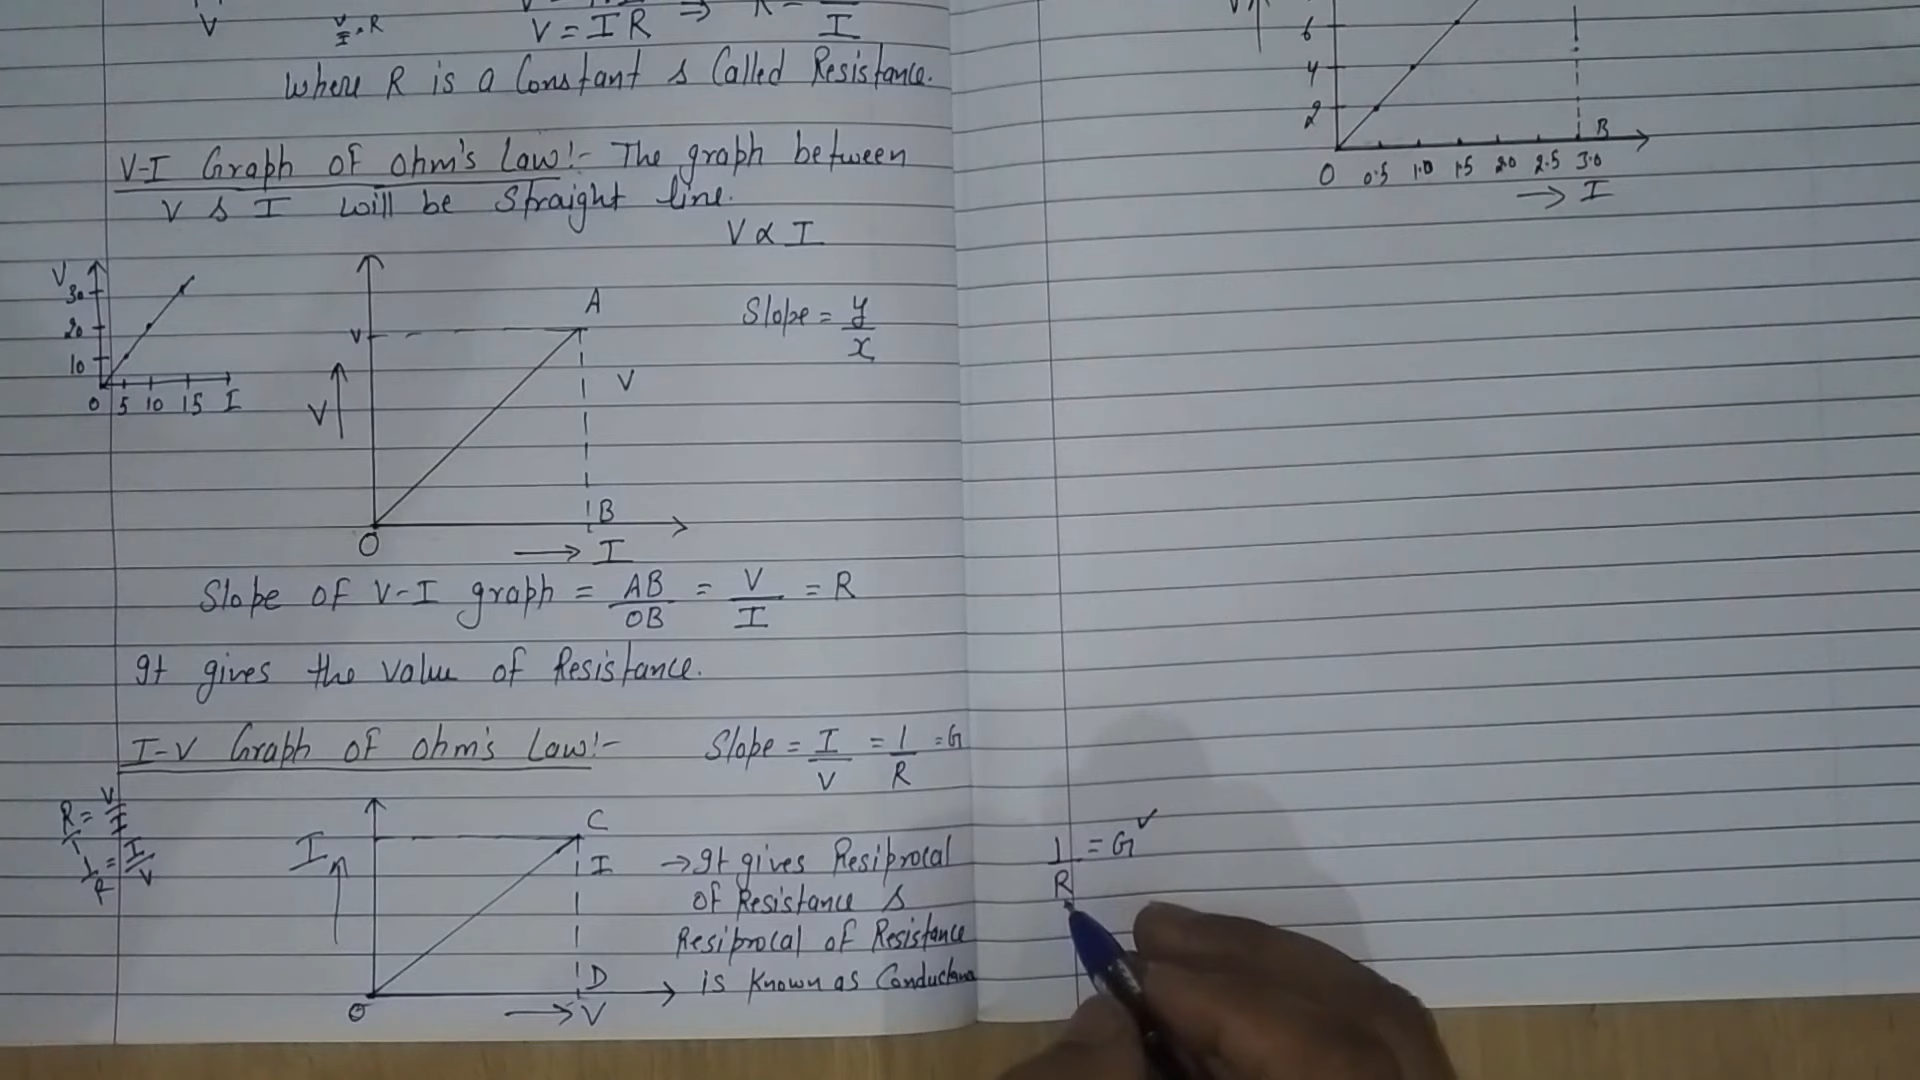 V
V/I = R
V = IR ⇒ R = /I
Where R is a Constant & Called Resistance.
V-I Graph of Ohm's Law:- The graph between
V & I will be Straight line.
V ∝ I
V
30
20
10
0 5 10 15 I
A
V
V
V
Slope = y/x
B
O
→ I
Slope of V-I graph = AB/OB = V/I = R
It gives the value of Resistance.
I-V Graph of Ohm's Law:- Slope = I/V = 1/R = G
R = V/I
1/R = I/V
I
C
I
D
O
→ V
→ It gives Resiprocal
of Resistance &
Resiprocal of Resistance
is Known as
6
4
2
B
0 0.5 1.0 1.5 2.0 2.5 3.0
→ I
1/R = G